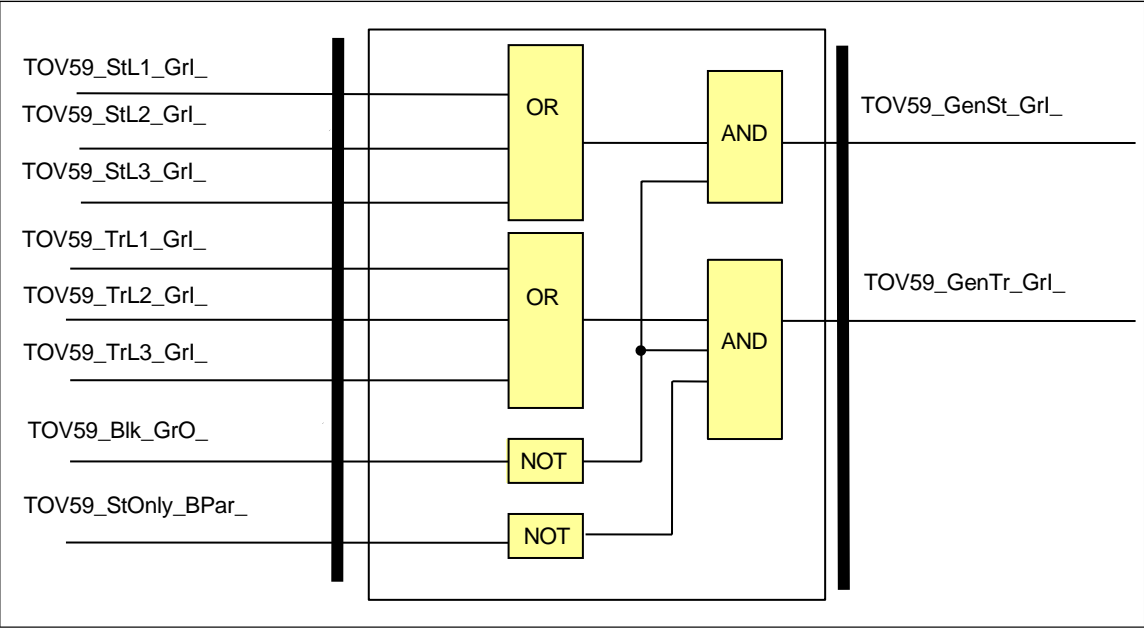 TOV59_StL1_GrI_
TOV59_StL2_GrI_
TOV59_StL3_GrI_
OR
AND
TOV59_GenSt_GrI_
TOV59_TrL1_GrI_
TOV59_TrL2_GrI_
TOV59_TrL3_GrI_
OR
AND
TOV59_GenTr_GrI_
TOV59_Blk_GrO_
NOT
TOV59_StOnly_BPar_
NOT